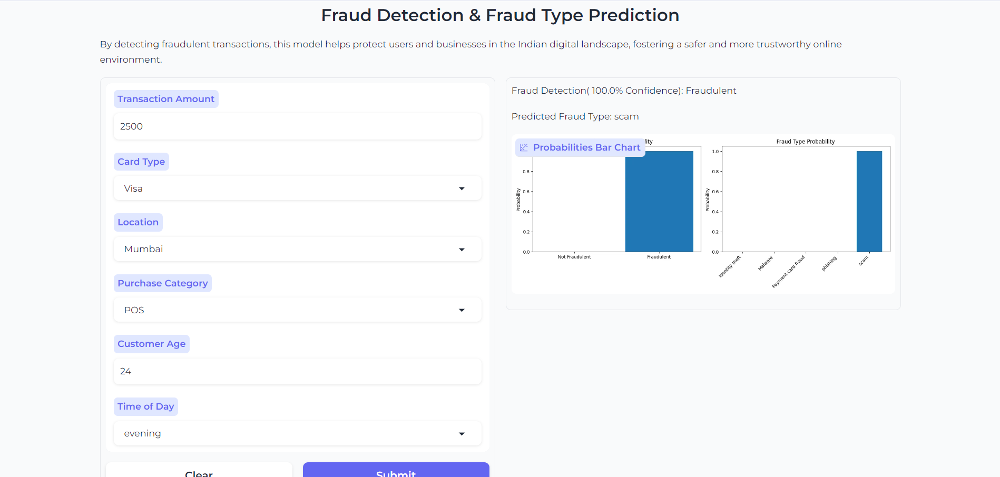 Fraud Detection & Fraud Type Prediction
By detecting fraudulent transactions, this model helps protect users and businesses in the Indian digital landscape, fostering a safer and more trustworthy online
environment.
Transaction Amount
2500
Card Type
Visa
Location
Mumbai
Purchase Category
POS
Customer Age
24
Time of Day
evening
Clear
Submit
Fraud Detection( 100.0% Confidence): Fraudulent
Predicted Fraud Type: scam
Probabilities Bar Chart
lity
Probability
0.8
0.6
0.4
0.2
0.0
Not Fraudulent
Fraudulent
Fraud Type Probability
Probability
1.0
0.8
0.6
0.4
0.2
0.0
Identity theft
Malware
Payment card fraud
phishing
scam